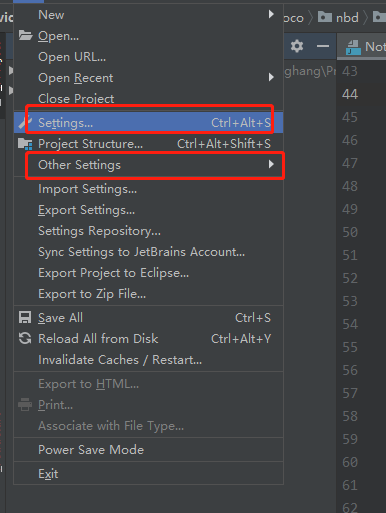 New
oco nbd
Open...
Open URL...
Not
Open Recent
ghang\Pr
Close Project
43
44
Settings... Ctrl+Alt+S
45
Project Structure... Ctrl+Alt+Shift+S
46
Other Settings
47
Import Settings...
48
Export Settings...
49
Settings Repository...
50
Sync Settings to JetBrains Account...
51
Export Project to Eclipse...
52
Export to Zip File...
53
Save All Ctrl+S
54
Reload All from Disk Ctrl+Alt+Y
55
Invalidate Caches / Restart...
56
Export to HTML...
57
Print...
58
Associate with File Type...
59
Power Save Mode
60
Exit
61
62